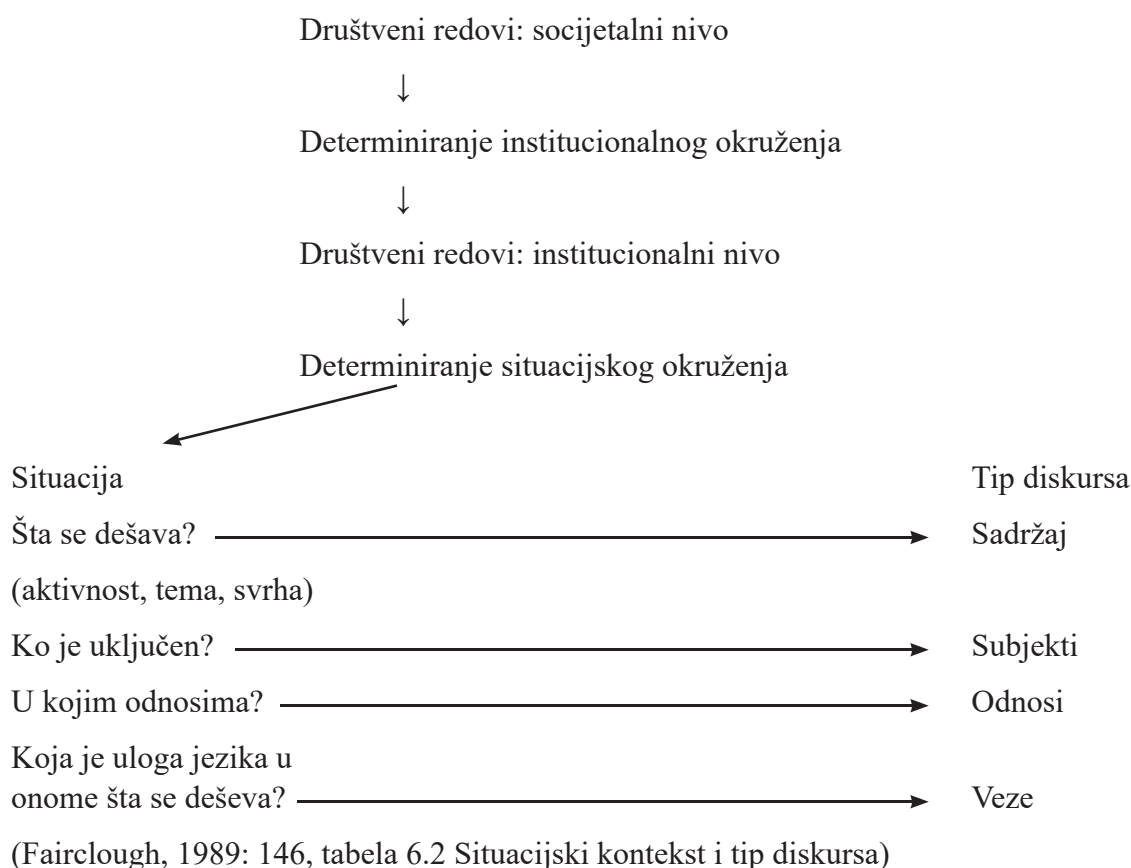 Društveni redovi: socijetalni nivo
↓
Determiniranje institucionalnog okruženja
↓
Društveni redovi: institucionalni nivo
↓
Determiniranje situacijskog okruženja
Situacija Tip diskursa
Šta se dešava? Sadržaj
(aktivnost, tema, svrha)
Ko je uključen? Subjekti
U kojim odnosima? Odnosi
Koja je uloga jezika u
onome šta se deševa? Veze
(Fairclough, 1989: 146, tabela 6.2 Situacijski kontekst i tip diskursa)